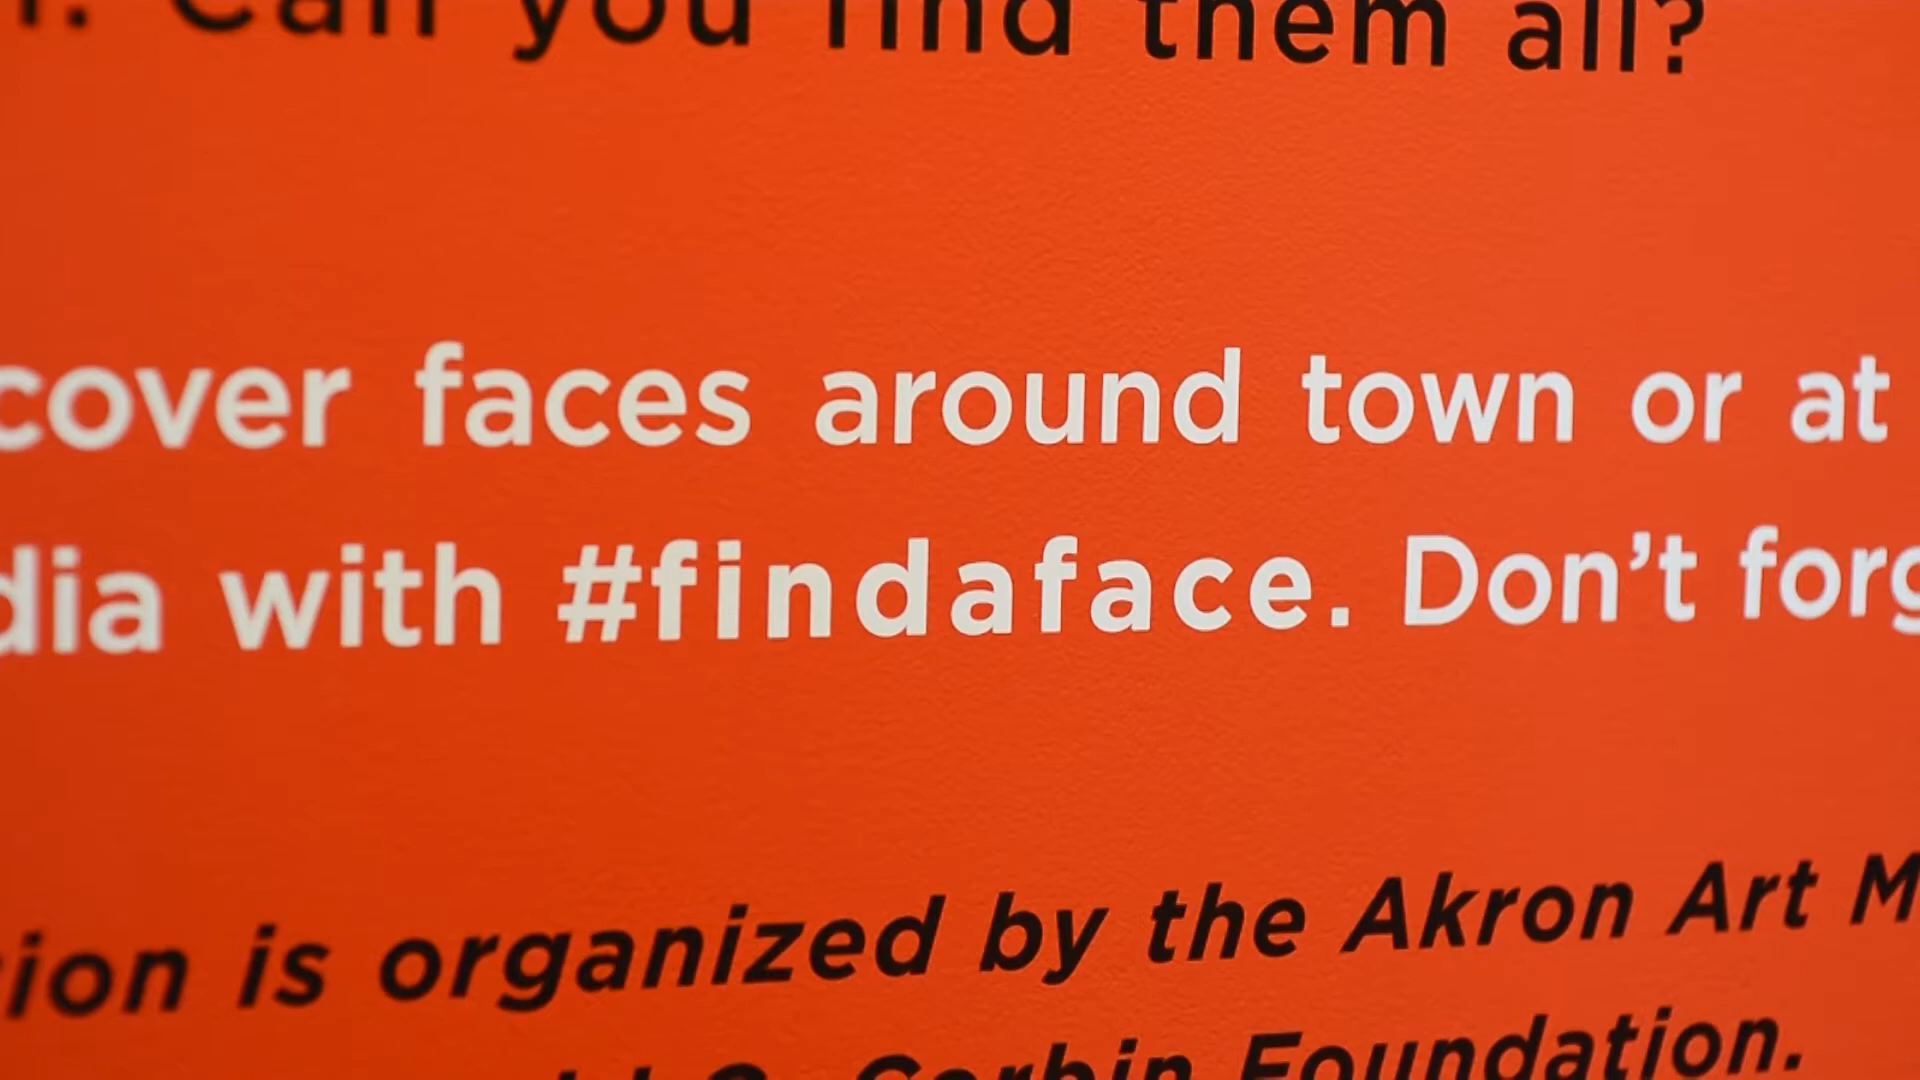 . Can you find them all?
cover faces around town or at
dia with #findaface. Don't forg
ion is organized by the Akron Art M
Corbin Foundation.